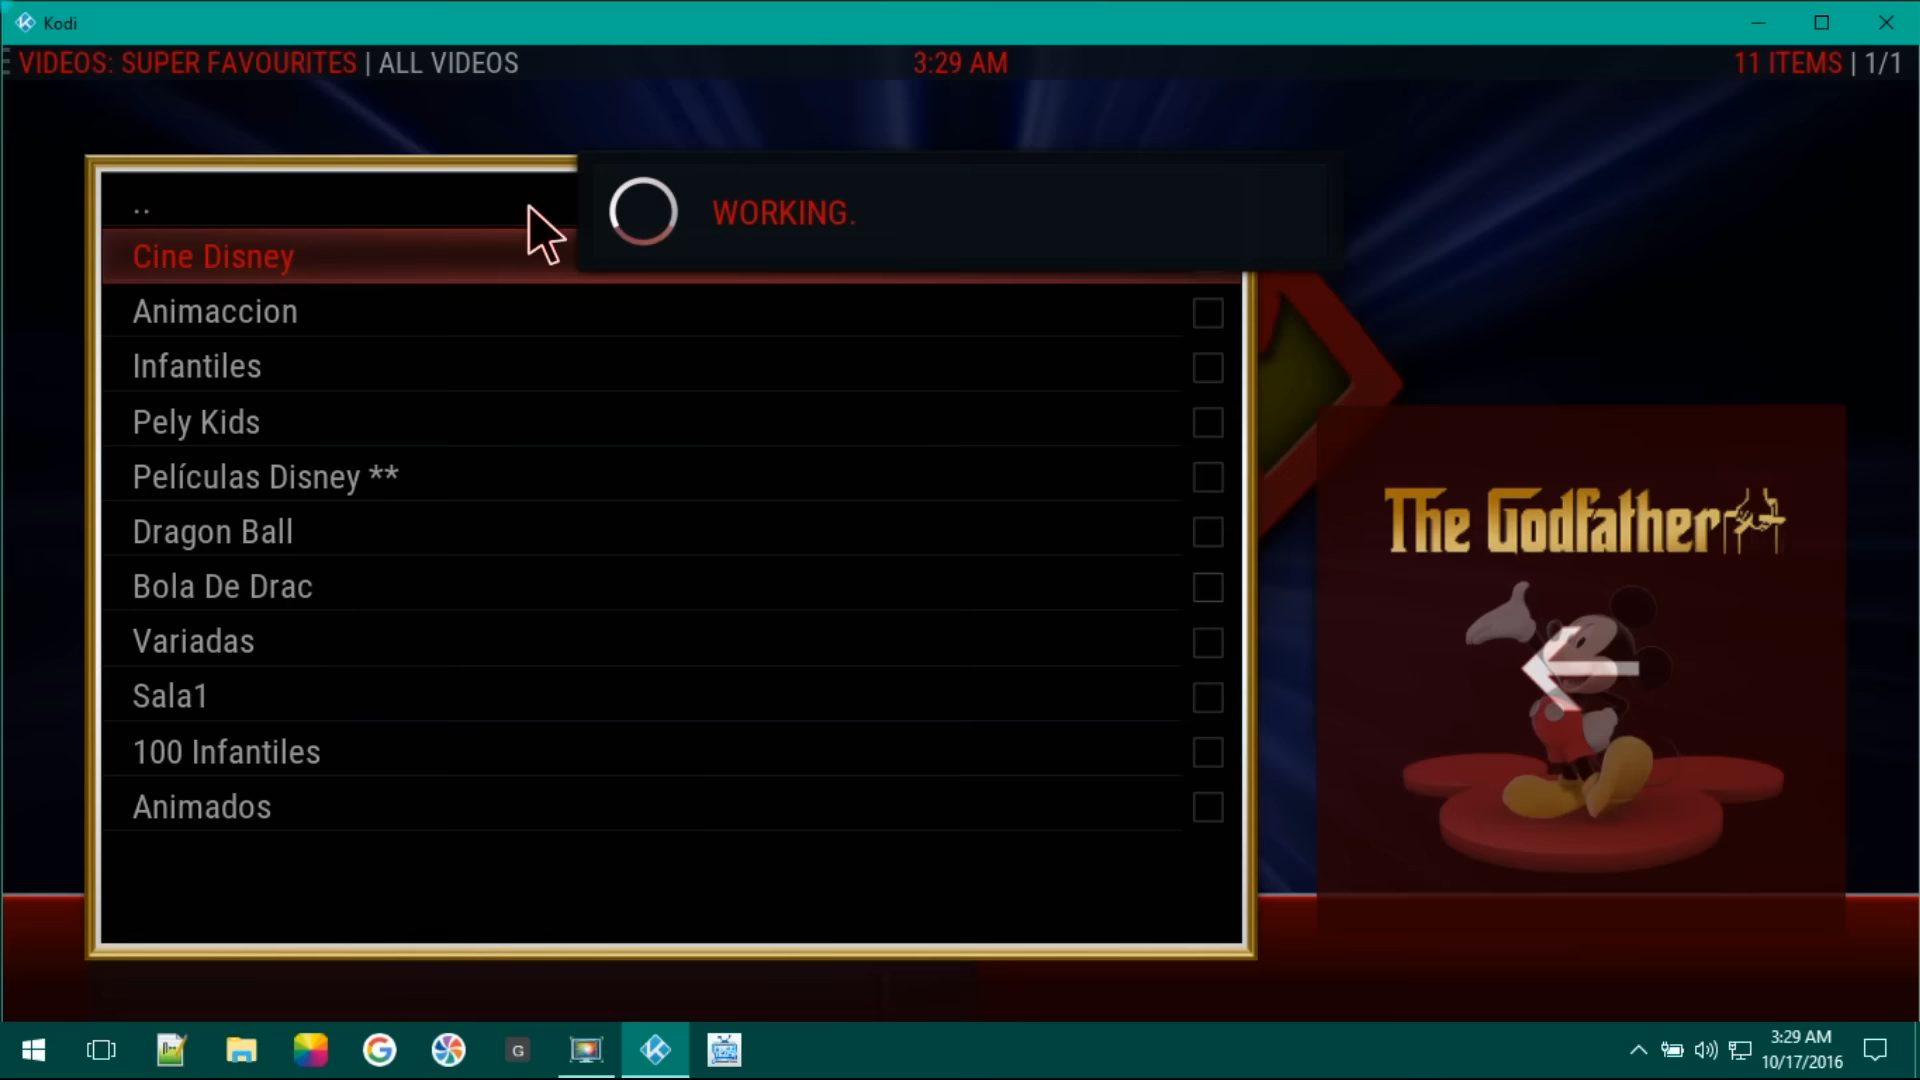 Kodi
VIDEOS: SUPER FAVOURITES | ALL VIDEOS
3:29 AM
11 ITEMS | 1/1
WORKING.
..
Cine Disney
Animaccion
Infantiles
Pely Kids
Películas Disney **
Dragon Ball
Bola De Drac
Variadas
Sala1
100 Infantiles
Animados
The Godfather
G
3:29 AM
10/17/2016